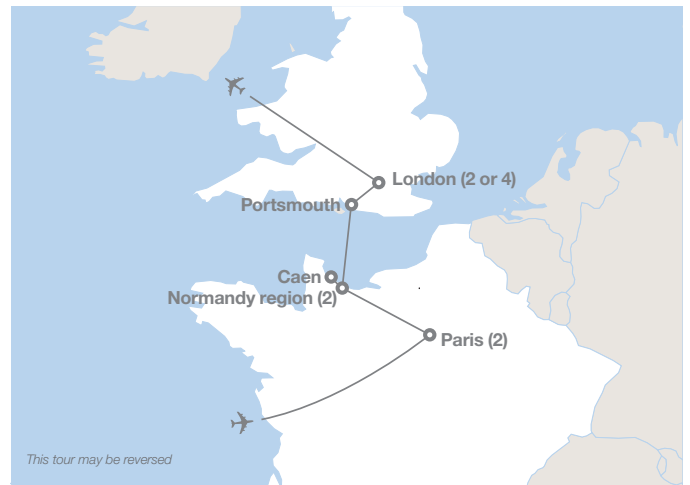 London (2 or 4)
Portsmouth
Caen
Normandy region (2)
Paris (2)
This tour may be reversed